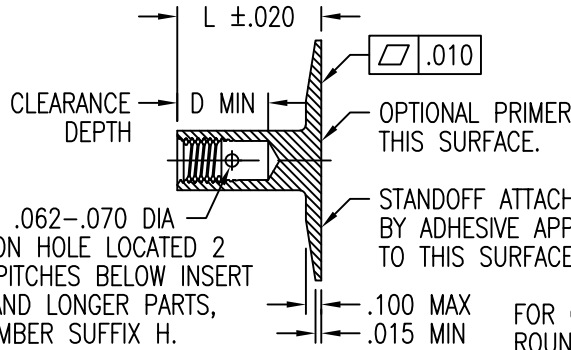 L ±.020
.010
CLEARANCE
DEPTH
D MIN
OPTIONAL PRIMER
THIS SURFACE.
.062–.070 DIA
ON HOLE LOCATED 2
PITCHES BELOW INSERT
AND LONGER PARTS,
MBER SUFFIX H.
STANDOFF ATTACH
BY ADHESIVE APP
TO THIS SURFACE
.100 MAX
.015 MIN
FOR
ROUN